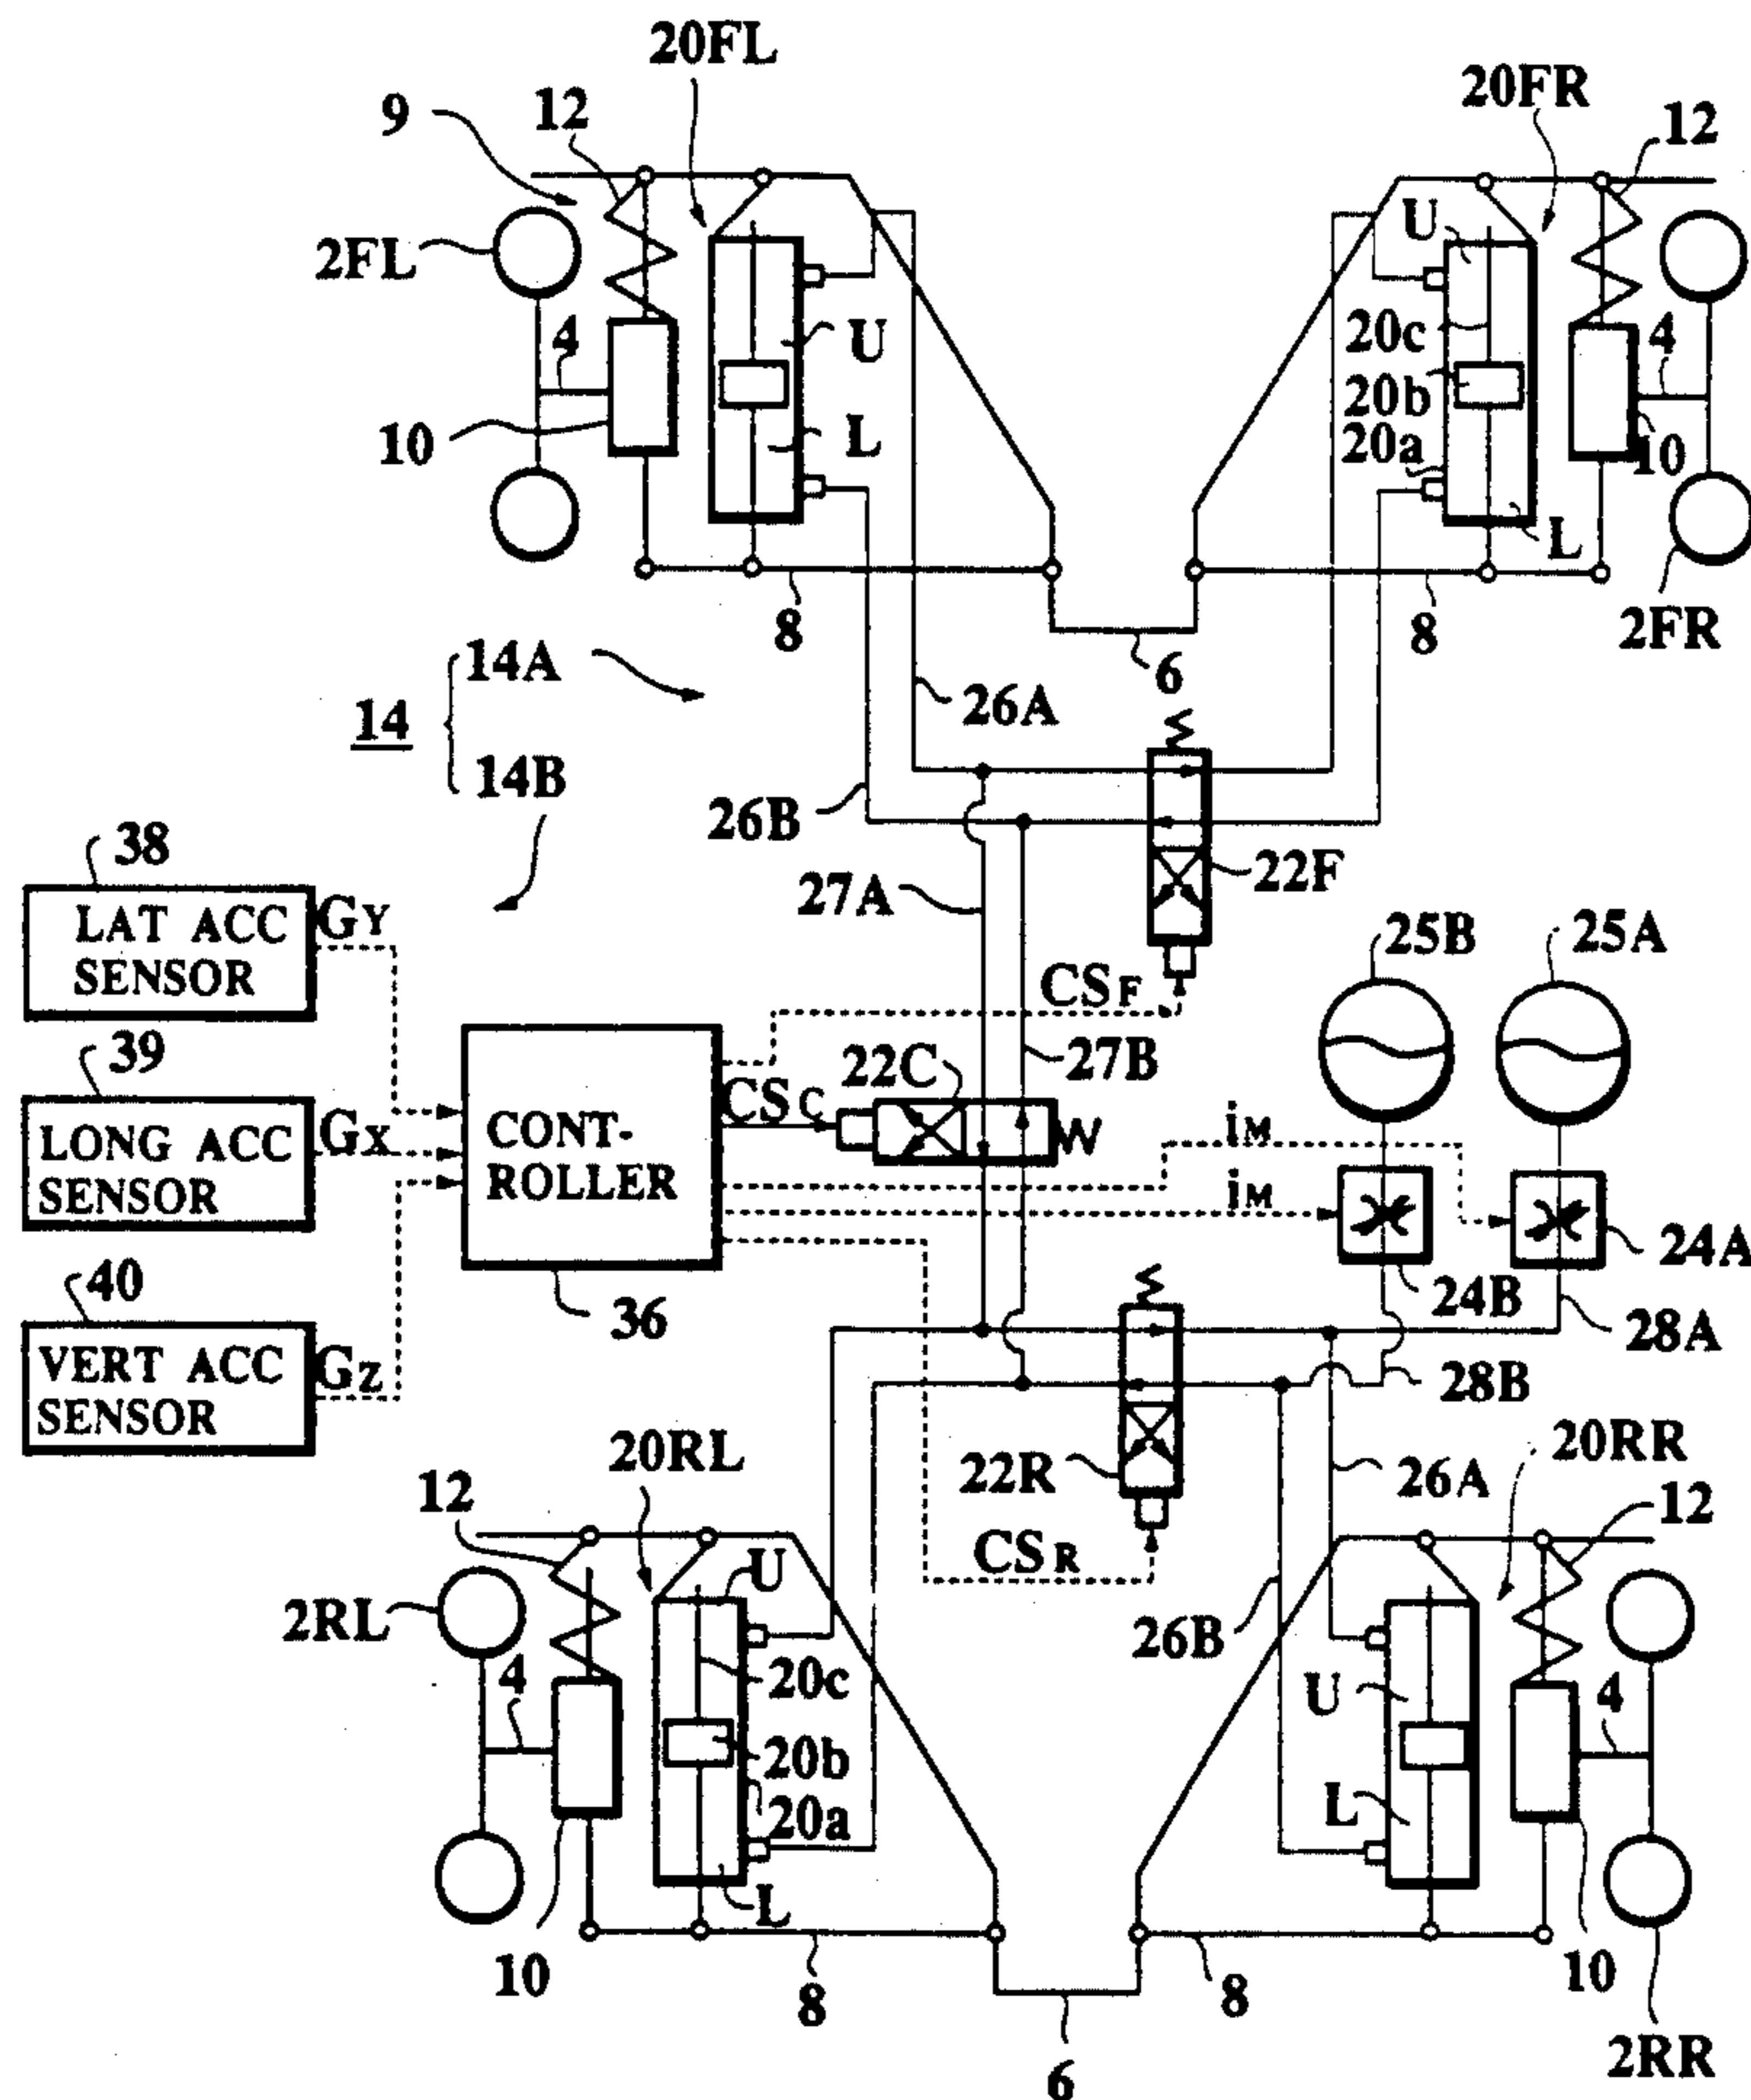 20FL
20FR
9
12
12
2FL
U
U
4
20c
4
20b
10
L
20a
10
L
8
8
2FR
14A
6
14
26A
14B
26B
38
22F
LAT ACC
SENSOR
GY
27A
25B
25A
CSF
39
22C
27B
CSC
LONG ACC
SENSOR
GX
CONT-
ROLLER
iM
iM
24A
40
24B
36
28A
VERT ACC
SENSOR
GZ
28B
20RL
20RR
22R
26A
12
12
CSR
U
2RL
26B
20c
4
U
4
20b
20a
L
L
10
10
8
8
2RR
6